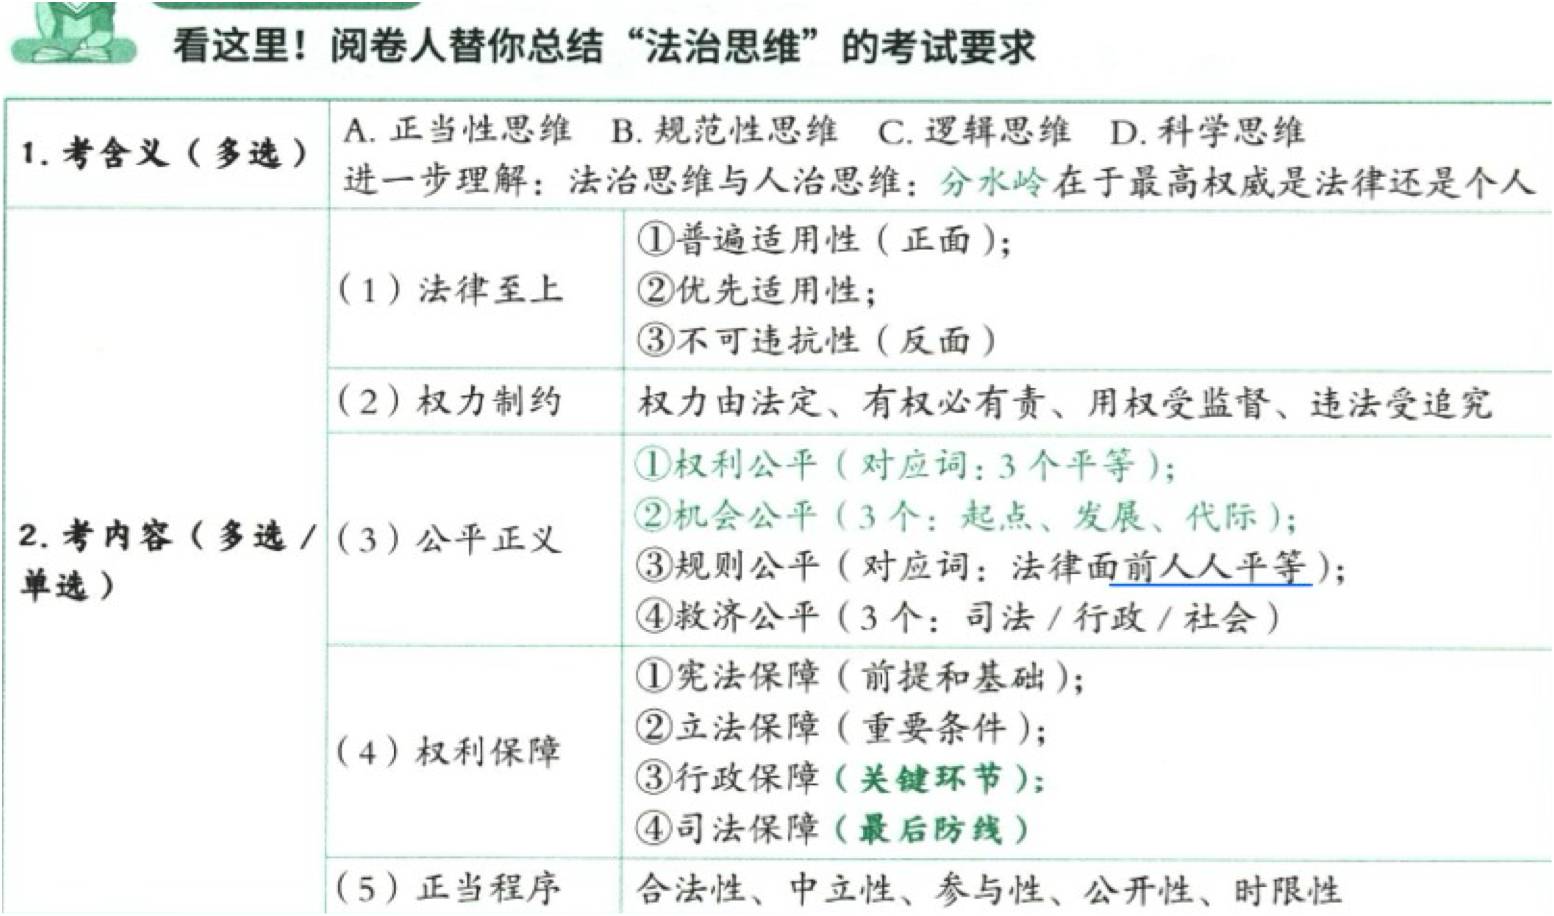 看这里！阅卷人替你总结“法治思维”的考试要求
1. 考含义（多选）
A. 正当性思维 B. 规范性思维 C. 逻辑思维 D. 科学思维
进一步理解：法治思维与人治思维：分水岭在于最高权威是法律还是个人
2. 考内容（多选/
单选）
（1）法律至上
①普遍适用性（正面）；
②优先适用性；
③不可违抗性（反面）
（2）权力制约
权力由法定、有权必有责、用权受监督、违法受追究
（3）公平正义
①权利公平（对应词：3个平等）；
②机会公平（3个：起点、发展、代际）；
③规则公平（对应词：法律面前人人平等）；
④救济公平（3个：司法/行政/社会）
（4）权利保障
①宪法保障（前提和基础）；
②立法保障（重要条件）；
③行政保障（关键环节）；
④司法保障（最后防线）
（5）正当程序
合法性、中立性、参与性、公开性、时限性